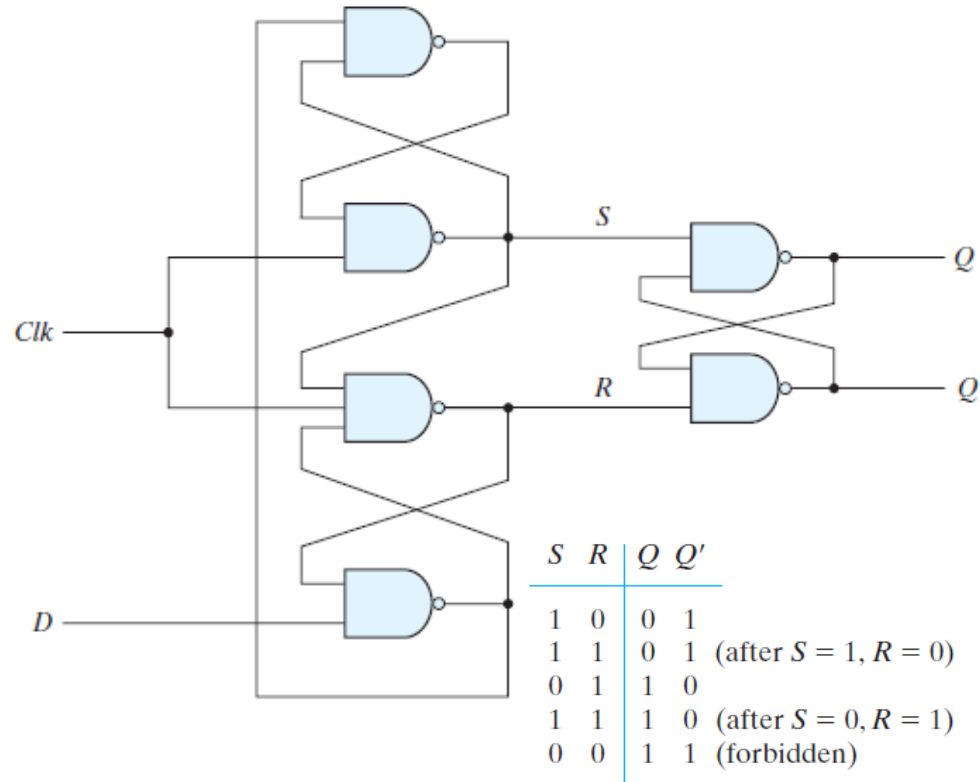 S
Q
Clk
R
Q
D
S R Q Q′
1 0 0 1
1 1 0 1 (after S = 1, R = 0)
0 1 1 0
1 1 1 0 (after S = 0, R = 1)
0 0 1 1 (forbidden)